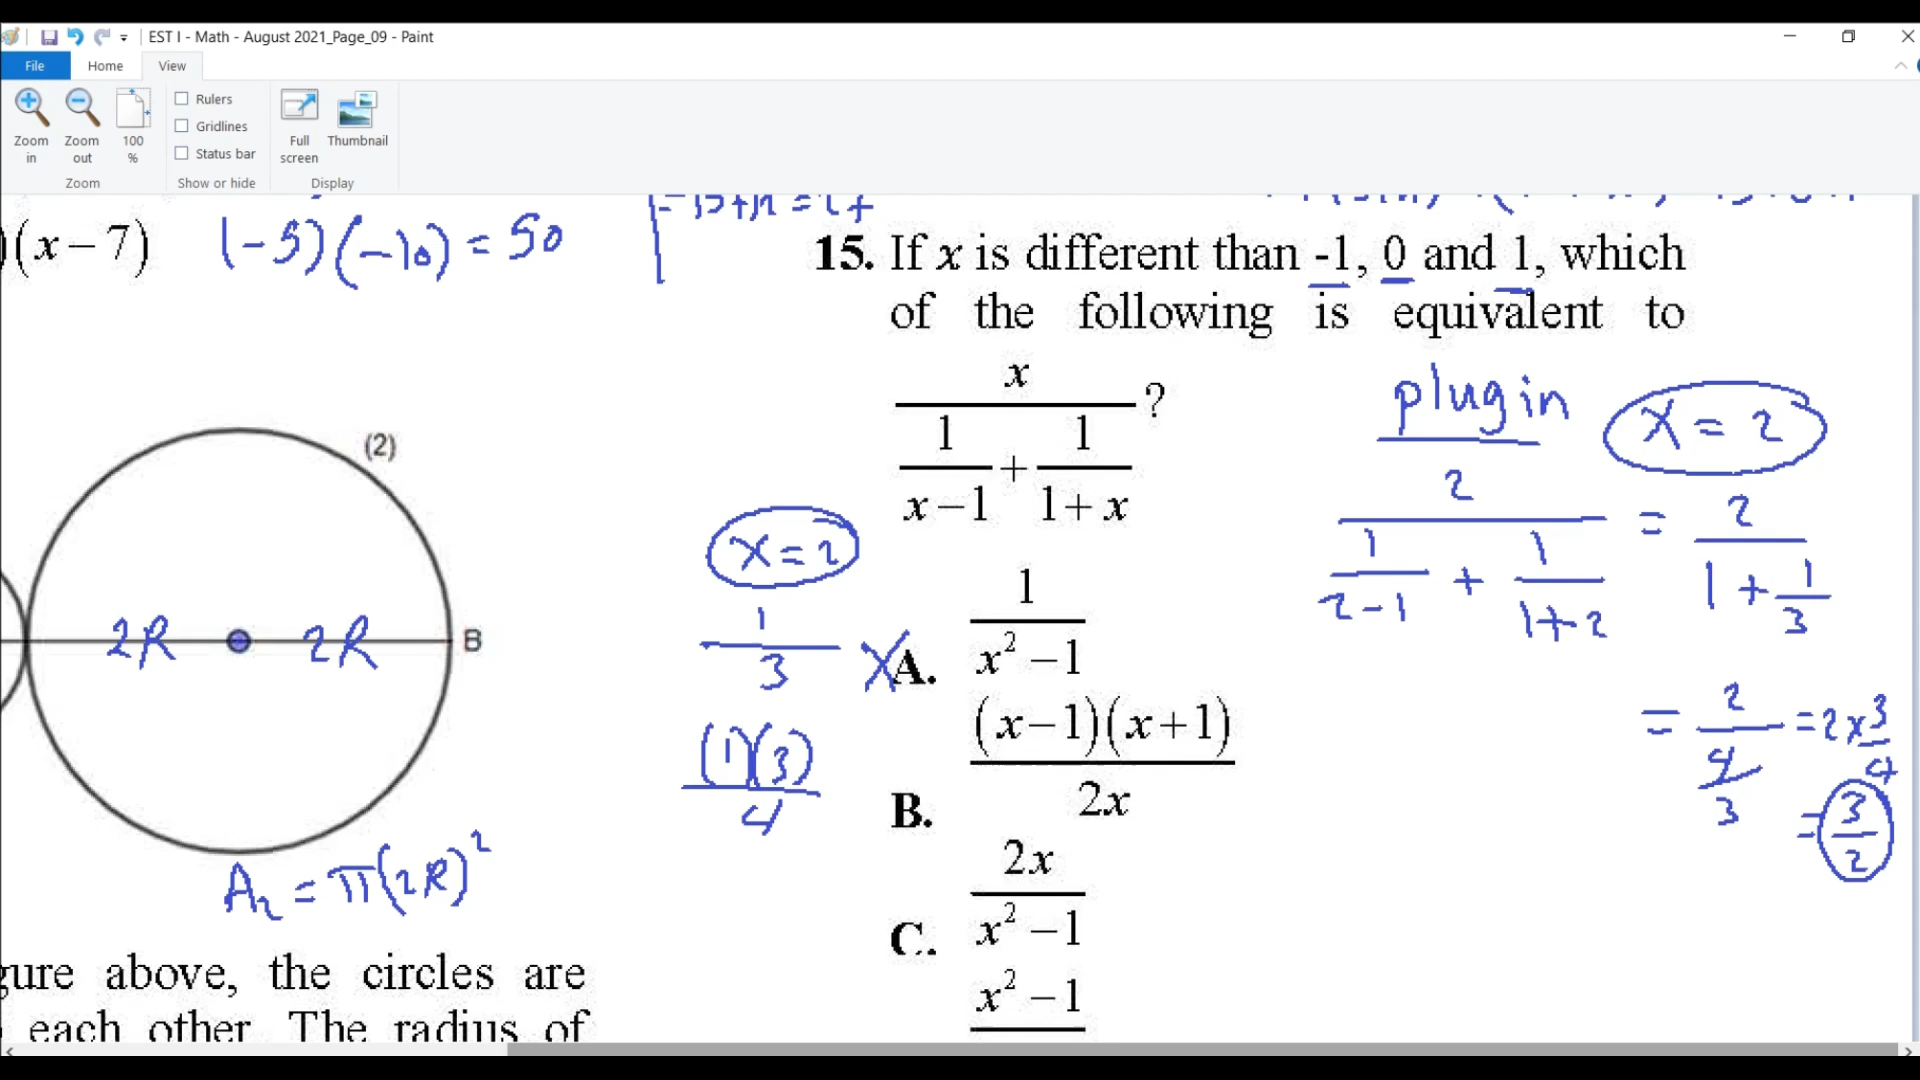 EST I - Math - August 2021_Page_09 - Paint
File Home View
Zoom in
Zoom out
100 %
Rulers
Gridlines
Status bar
Full screen
Thumbnail
Zoom
Show or hide
Display
)(x − 7) (-5)(-10) = 50
15. If x is different than -1, 0 and 1, which
of the following is equivalent to
x / (1/(x−1) + 1/(1+x)) ?
plug in x = 2
2 / (1/(2-1) + 1/(1+2)) = 2 / (1 + 1/3)
= 2 / (4/3) = 2 x 3/4
= 3/2
x = 2
1/3 X A. 1/(x² − 1)
(1)(3)/4 B. (x−1)(x+1)/2x
C. 2x/(x² − 1)
x² − 1
(2)
2R 2R B
A₂ = π(2R)²
gure above, the circles are
each other. The radius of